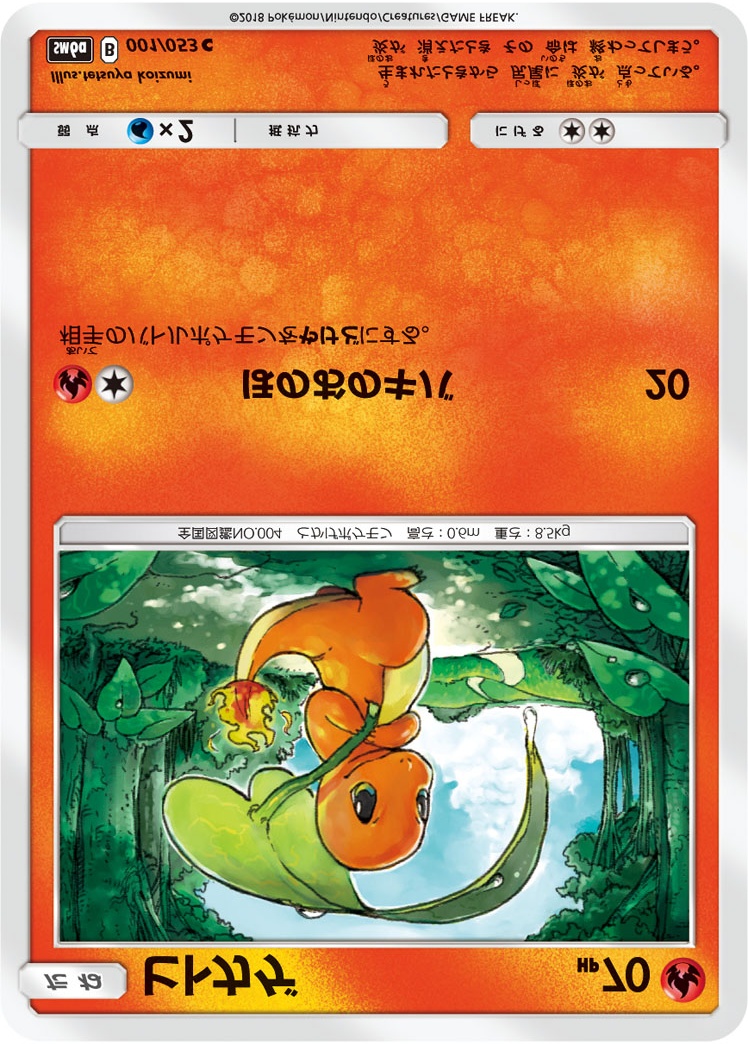 たね ヒトカゲ HP 70
全国図鑑NO.004 とかげポケモン 高さ：0.6m 重さ：8.5kg
ほのおのキバ 20
相手のバトルポケモンをやけどにする。
弱点 ×2 抵抗力 にげる
Illus.tetsuya koizumi
sm6a B 001/053 C
生まれたときから 尻尾に 炎が 点っている。
炎が 消えたとき その 命は 終わってしまう。
©2018 Pokémon/Nintendo/Creatures/GAME FREAK.